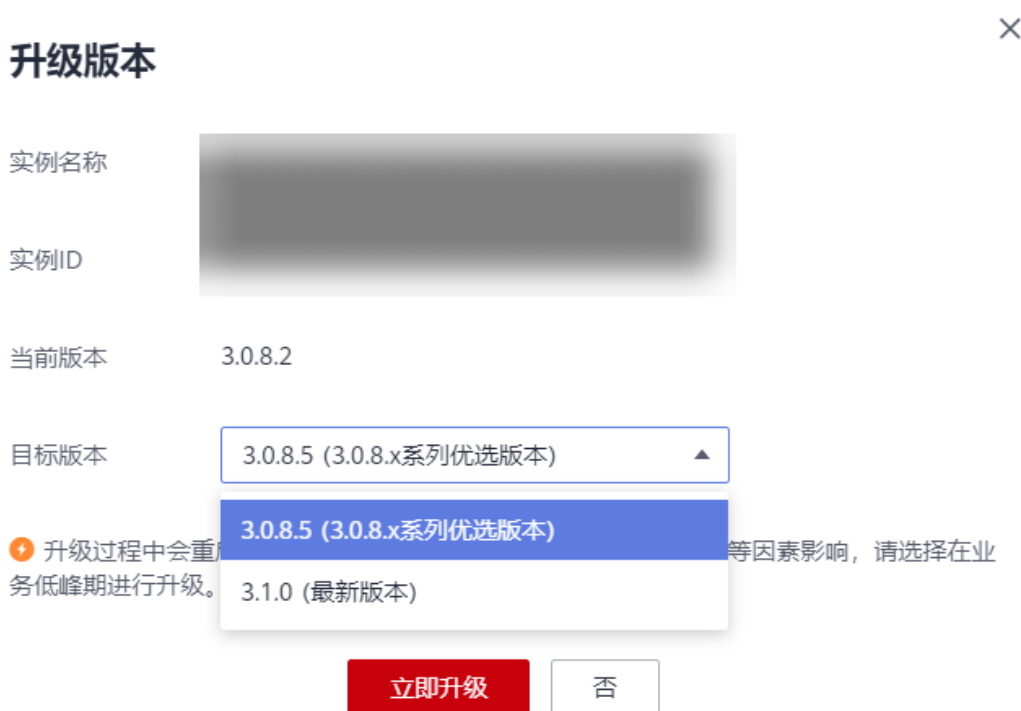 升级版本
实例名称
实例ID
当前版本 3.0.8.2
目标版本 3.0.8.5 (3.0.8.x系列优选版本)
3.0.8.5 (3.0.8.x系列优选版本)
升级过程中会重 等因素影响，请选择在业
务低峰期进行升级。 3.1.0 (最新版本)
立即升级 否